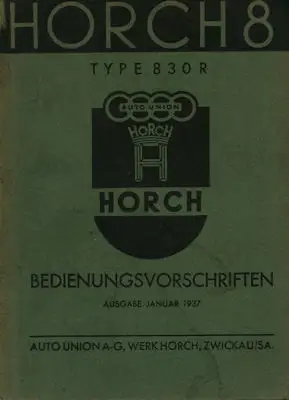 HORCH 8
TYPE 830 R
AUTO UNION
HORCH
HORCH
BEDIENUNGSVORSCHRIFTEN
AUSGABE JANUAR 1937
AUTO UNION A-G, WERK HORCH, ZWICKAU/SA.